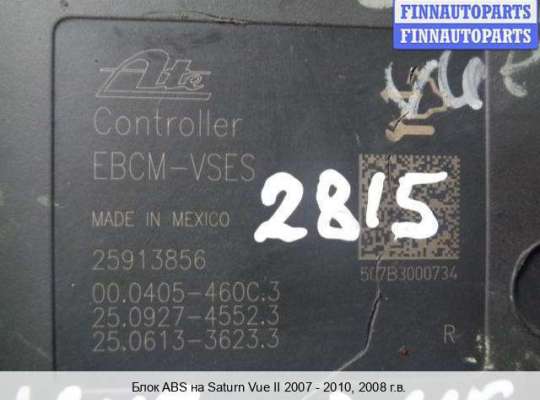 FINNAUTOPARTS
FINNAUTOPARTS
Ate
Controller
EBCM-VSES
2815
MADE IN MEXICO
25913856
507B3000734
00.0405-460C.3
25.0927-4552.3
25.0613-3623.3
R
Блок ABS на Saturn Vue II 2007 - 2010, 2008 г.в.